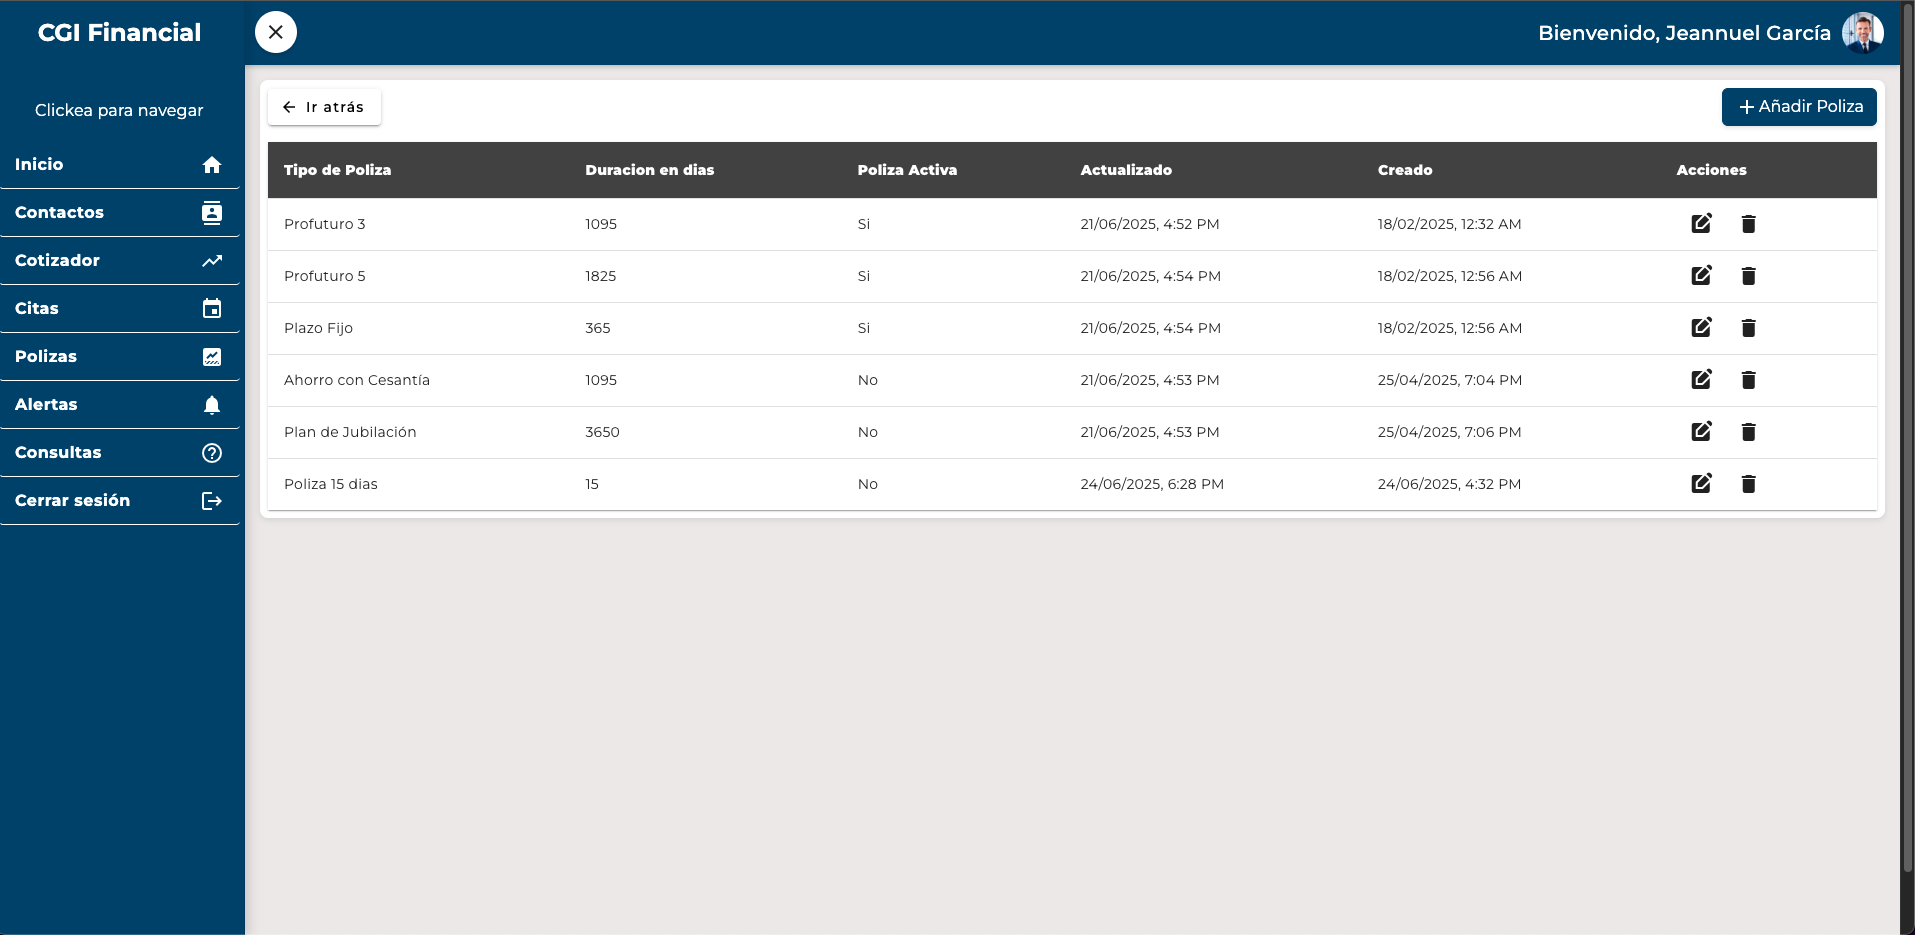 CGI Financial
Bienvenido, Jeannuel García
Clickea para navegar
Inicio
Contactos
Cotizador
Citas
Polizas
Alertas
Consultas
Cerrar sesión
Ir atrás
Añadir Poliza
Tipo de Poliza Duracion en dias Poliza Activa Actualizado Creado Acciones
Profuturo 3 1095 Si 21/06/2025, 4:52 PM 18/02/2025, 12:32 AM
Profuturo 5 1825 Si 21/06/2025, 4:54 PM 18/02/2025, 12:56 AM
Plazo Fijo 365 Si 21/06/2025, 4:54 PM 18/02/2025, 12:56 AM
Ahorro con Cesantía 1095 No 21/06/2025, 4:53 PM 25/04/2025, 7:04 PM
Plan de Jubilación 3650 No 21/06/2025, 4:53 PM 25/04/2025, 7:06 PM
Poliza 15 dias 15 No 24/06/2025, 6:28 PM 24/06/2025, 4:32 PM